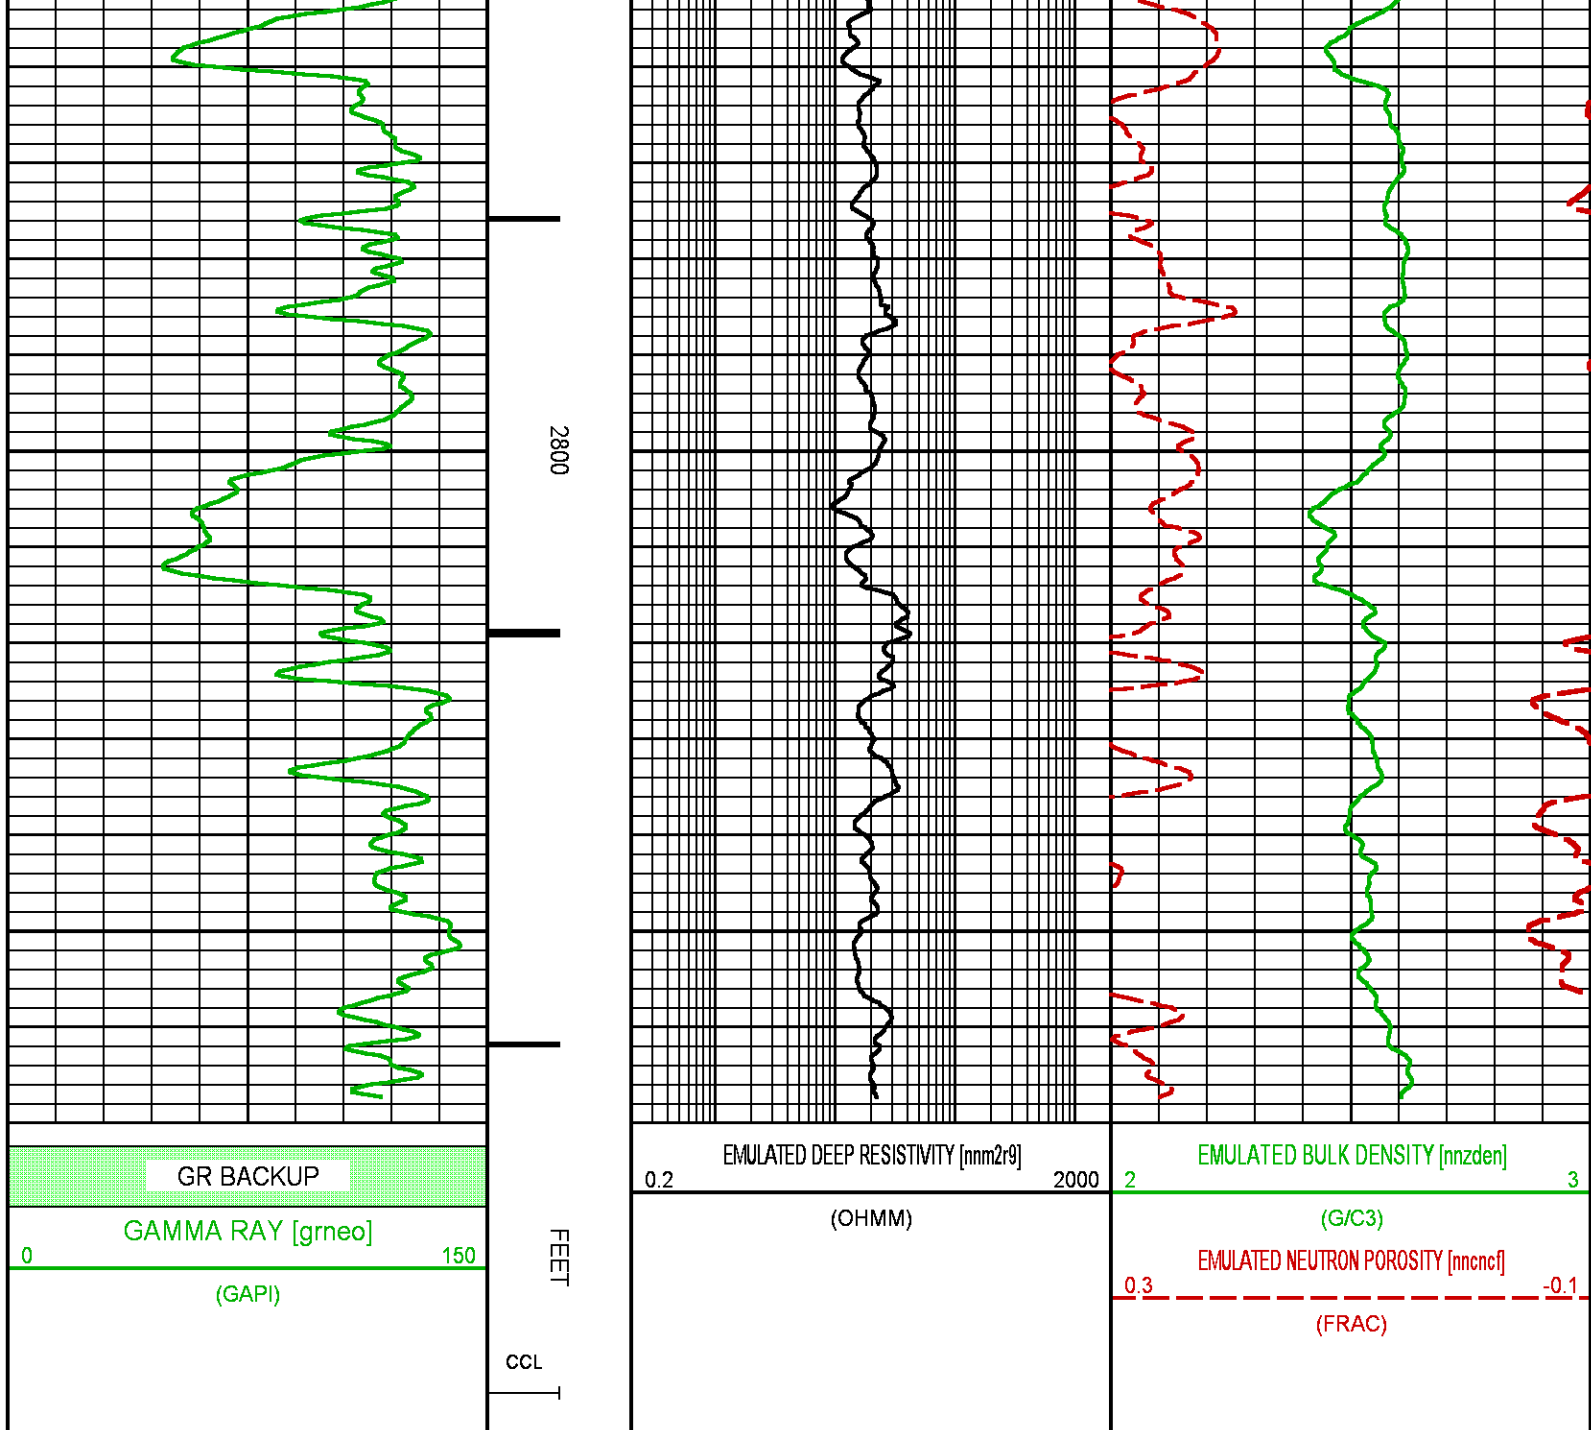 2800
GR BACKUP
GAMMA RAY [grneo]
0 150
(GAPI)
FEET
CCL
EMULATED DEEP RESISTIVITY [nnm2r9]
0.2 2000
(OHMM)
EMULATED BULK DENSITY [nnzden]
2 3
(G/C3)
EMULATED NEUTRON POROSITY [nncncf]
0.3 -0.1
(FRAC)